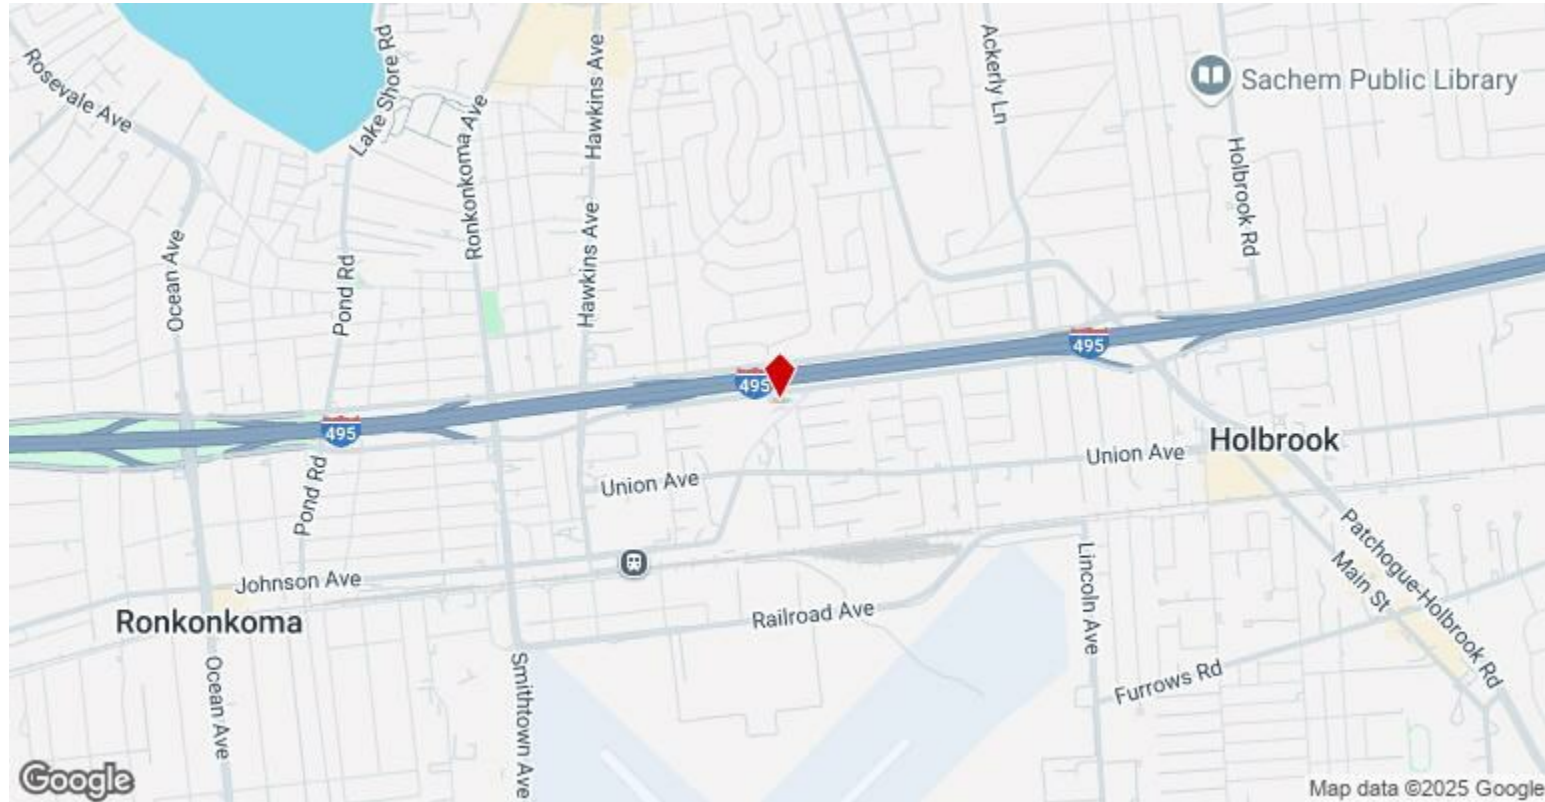 Rosevale Ave
Lake Shore Rd
Ronkonkoma Ave
Hawkins Ave
Ackerly Ln
Sachem Public Library
Holbrook Rd
Ocean Ave
Pond Rd
Hawkins Ave
495
495
495
Pond Rd
Union Ave
Union Ave
Holbrook
Johnson Ave
Ronkonkoma
Railroad Ave
Lincoln Ave
Main St
Patchogue-Holbrook Rd
Furrows Rd
Ocean Ave
Smithtown Ave
Google
Map data ©2025 Google